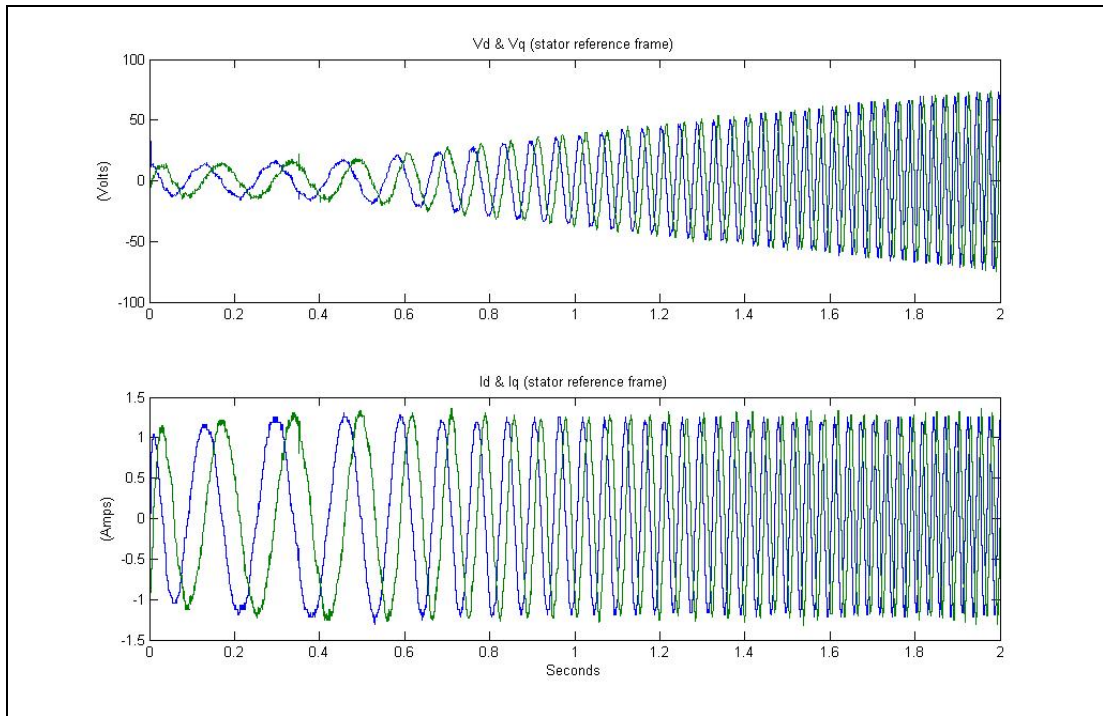 Vd & Vq (stator reference frame)
100
50
0
-50
-100
(Volts)
0 0.2 0.4 0.6 0.8 1 1.2 1.4 1.6 1.8 2
Id & Iq (stator reference frame)
1.5
1
0.5
0
-0.5
-1
-1.5
(Amps)
0 0.2 0.4 0.6 0.8 1 1.2 1.4 1.6 1.8 2
Seconds